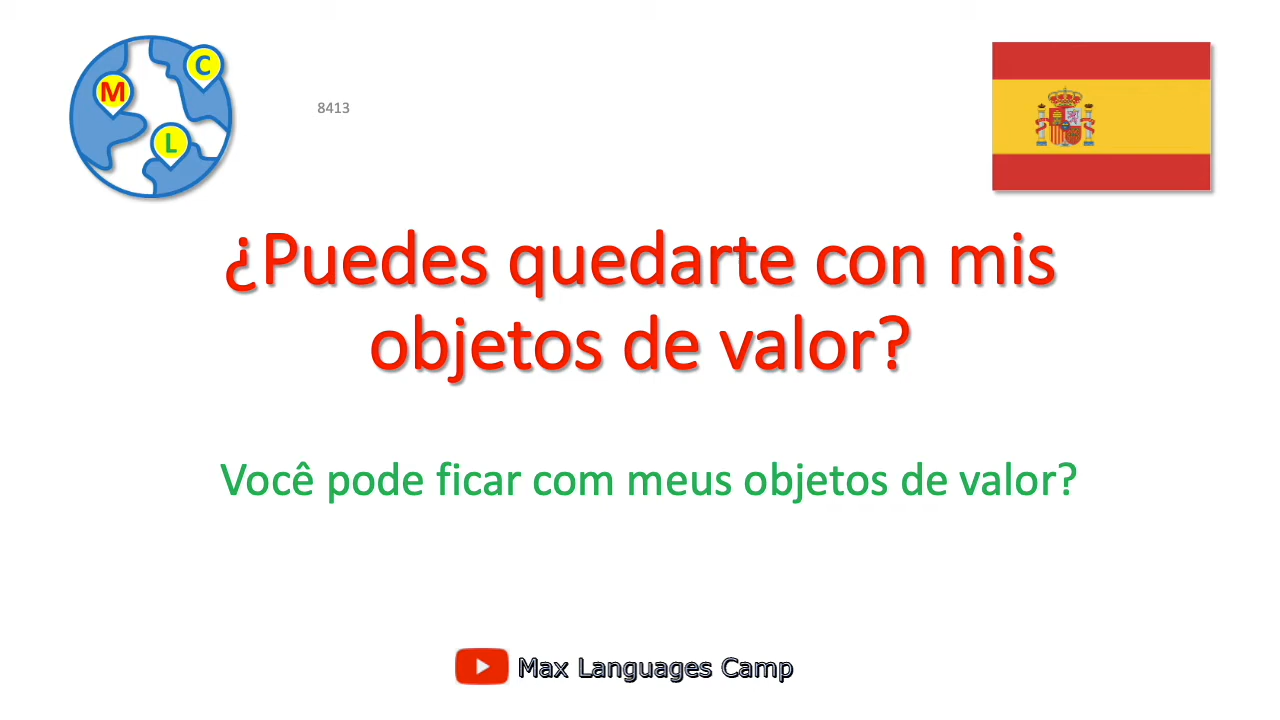 C
M
8413
L
¿Puedes quedarte con mis
objetos de valor?
Você pode ficar com meus objetos de valor?
Max Languages Camp